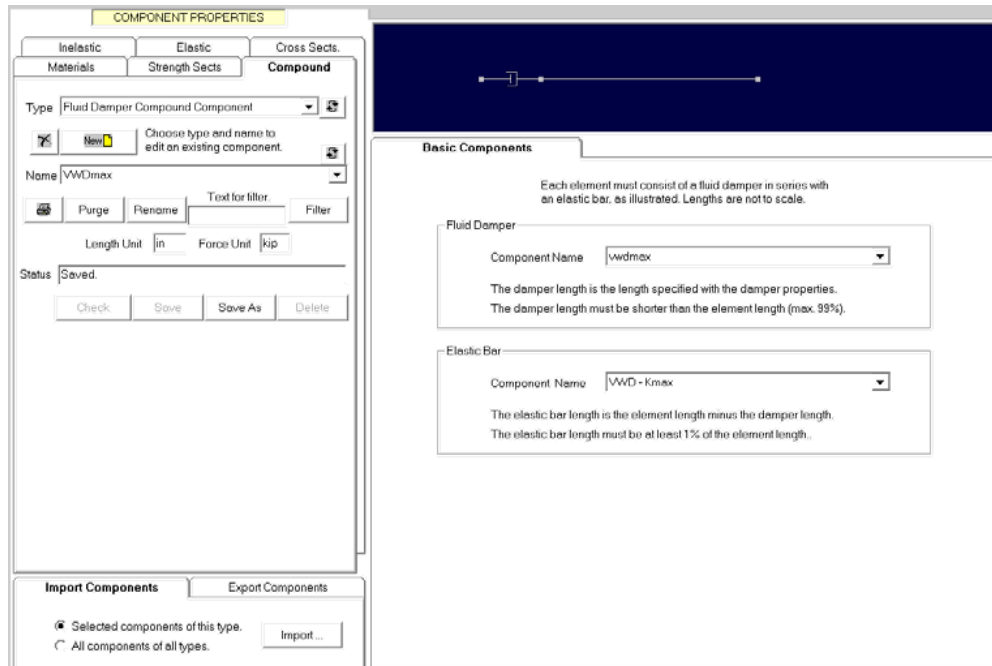 COMPONENT PROPERTIES
Inelastic
Elastic
Cross Sects.
Materials
Strength Sects
Compound
Type
Fluid Damper Compound Component
New
Choose type and name to
edit an existing component.
Name
VWDmax
Purge
Rename
Text for filter.
Filter
Length Unit
in
Force Unit
kip
Status
Saved.
Check
Save
Save As
Delete
Import Components
Export Components
Selected components of this type.
All components of all types.
Import ...
Basic Components
Each element must consist of a fluid damper in series with
an elastic bar, as illustrated. Lengths are not to scale.
Fluid Damper
Component Name
vwdmax
The damper length is the length specified with the damper properties.
The damper length must be shorter than the element length (max. 99%).
Elastic Bar
Component Name
VWD - Kmax
The elastic bar length is the element length minus the damper length.
The elastic bar length must be at least 1% of the element length..